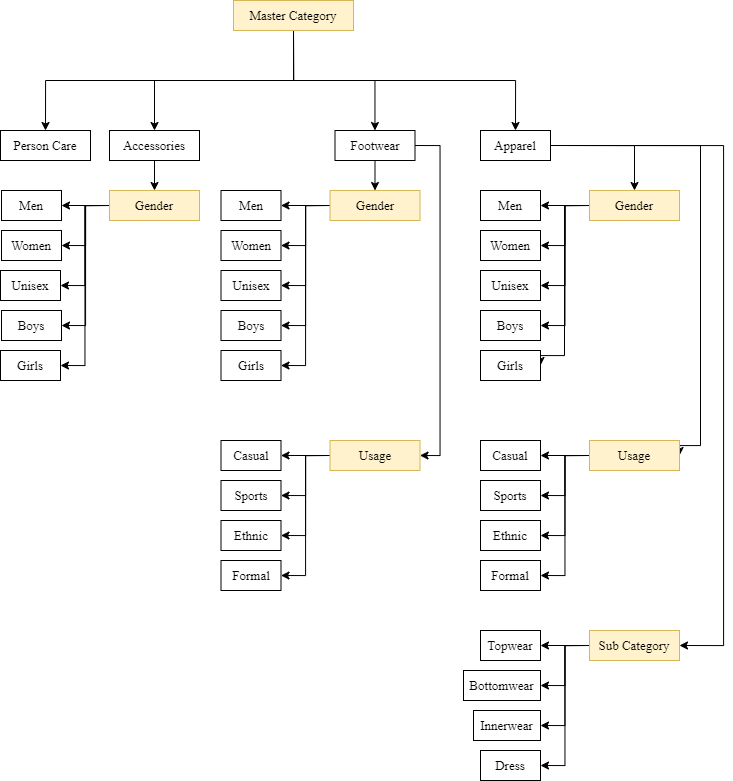 Master Category
Person Care
Accessories
Footwear
Apparel
Men
Gender
Men
Gender
Men
Gender
Women
Women
Women
Unisex
Unisex
Unisex
Boys
Boys
Boys
Girls
Girls
Girls
Casual
Usage
Casual
Usage
Sports
Sports
Ethnic
Ethnic
Formal
Formal
Topwear
Sub Category
Bottomwear
Innerwear
Dress